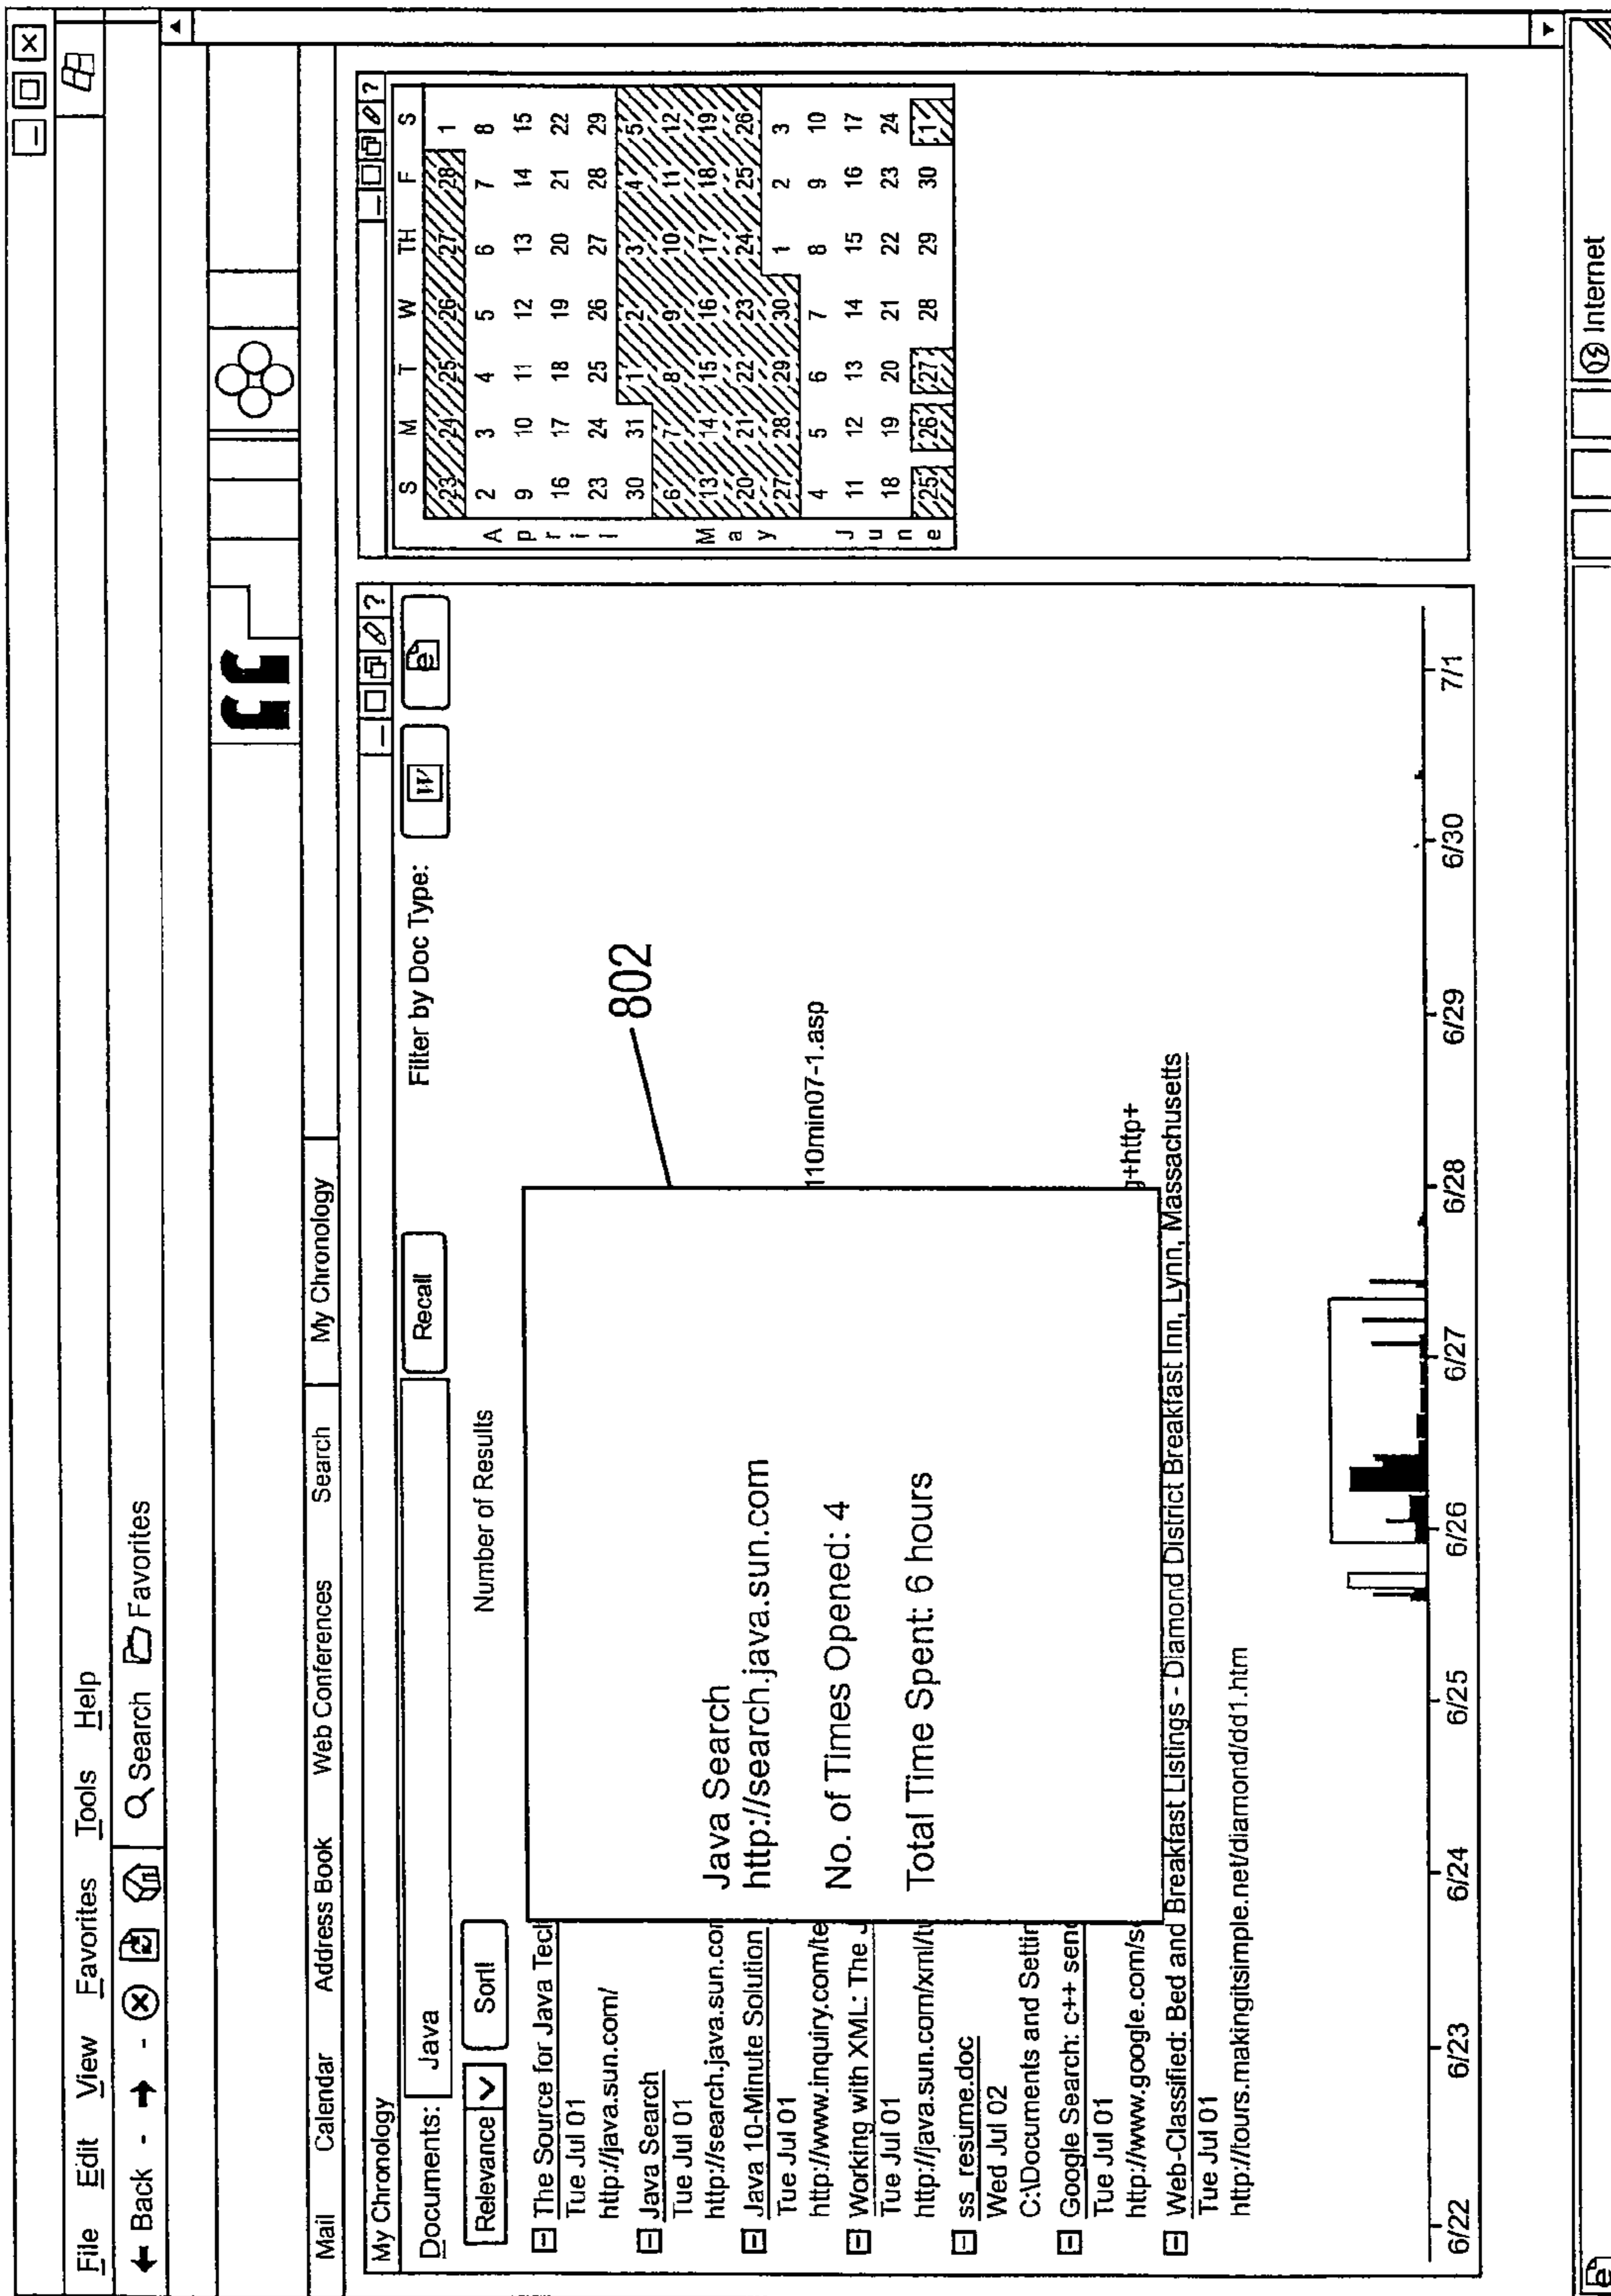 File Edit View Favorites Tools Help
Back Search Favorites
Mail Calendar Address Book Web Conferences Search My Chronology
My Chronology
?
Documents: Java Recall Filter by Doc Type: W e
Relevance Sort! Number of Results
The Source for Java Tech
Tue Jul 01
http://java.sun.com/
Java Search
Tue Jul 01
http://search.java.sun.com
Java 10-Minute Solution
Tue Jul 01
http://www.inquiry.com/te 110min07-1.asp
Working with XML: The J
Tue Jul 01
http://java.sun.com/xml/tu
ss_resume.doc
Wed Jul 02
C:\Documents and Settin
Google Search: c++ send
Tue Jul 01
http://www.google.com/s g+http+
Web-Classified: Bed and Breakfast Listings - Diamond District Breakfast Inn, Lynn, Massachusetts
Tue Jul 01
http://tours.makingitsimple.net/diamond/dd1.htm
Java Search
http://search.java.sun.com
No. of Times Opened: 4
Total Time Spent: 6 hours
802
6/22 6/23 6/24 6/25 6/26 6/27 6/28 6/29 6/30 7/1
?
S M T W TH F S
23 24 25 26 27 28 1
A 2 3 4 5 6 7 8
p 9 10 11 12 13 14 15
r 16 17 18 19 20 21 22
i 23 24 25 26 27 28 29
l 30 31 1 2 3 4 5
6 7 8 9 10 11 12
M 13 14 15 16 17 18 19
a 20 21 22 23 24 25 26
y 27 28 29 30 1 2 3
4 5 6 7 8 9 10
J 11 12 13 14 15 16 17
u 18 19 20 21 22 23 24
n
e 25 26 27 28 29 30 1
e Internet